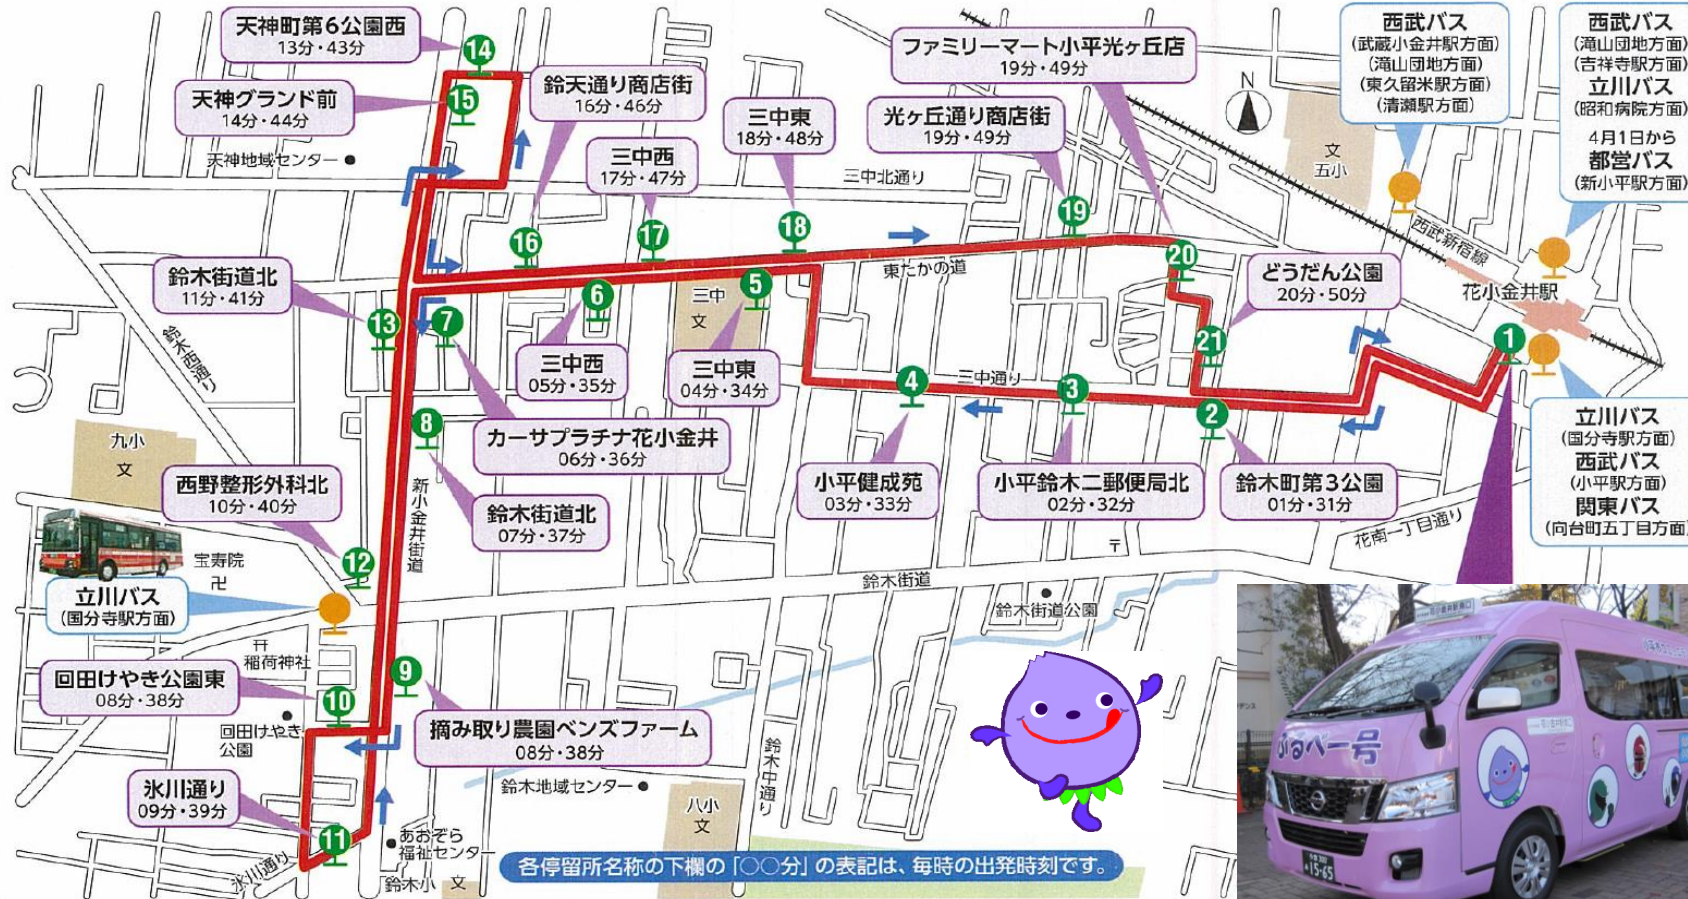 天神町第6公園西
13分・43分
14
天神グランド前
14分・44分
15
天神地域センター
鈴天通り商店街
16分・46分
16
三中西
17分・47分
17
三中東
18分・48分
18
三中北通り
ファミリーマート小平光ヶ丘店
19分・49分
光ヶ丘通り商店街
19分・49分
19
20
N
文
五小
西武バス
(武蔵小金井駅方面)
(滝山団地方面)
(東久留米駅方面)
(清瀬駅方面)
西武バス
(滝山団地方面)
(吉祥寺駅方面)
立川バス
(昭和病院方面)
4月1日から
都営バス
(新小平駅方面)
西武新宿線
花小金井駅
東たかの道
どうだん公園
20分・50分
21
1
鈴木街道北
11分・41分
13
7
6
5
三中
文
鈴木西通り
三中西
05分・35分
三中東
04分・34分
4
三中通り
3
2
8
カーサプラチナ花小金井
06分・36分
小平健成苑
03分・33分
小平鈴木二郵便局北
02分・32分
鈴木町第3公園
01分・31分
立川バス
(国分寺駅方面)
西武バス
(小平駅方面)
関東バス
(向台町五丁目方面)
九小
文
西野整形外科北
10分・40分
新小金井街道
鈴木街道北
07分・37分
花南一丁目通り
〒
12
宝寿院
卍
立川バス
(国分寺駅方面)
鈴木街道
鈴木街道公園
稲荷神社
回田けやき公園東
08分・38分
10
9
回田けやき
公園
摘み取り農園ベンズファーム
08分・38分
鈴木中通り
鈴木地域センター
氷川通り
09分・39分
11
八小
文
あおぞら
福祉センター
氷川通り
鈴木小 文
各停留所名称の下欄の「○○分」の表記は、毎時の出発時刻です。
ぶるべー号
15-65